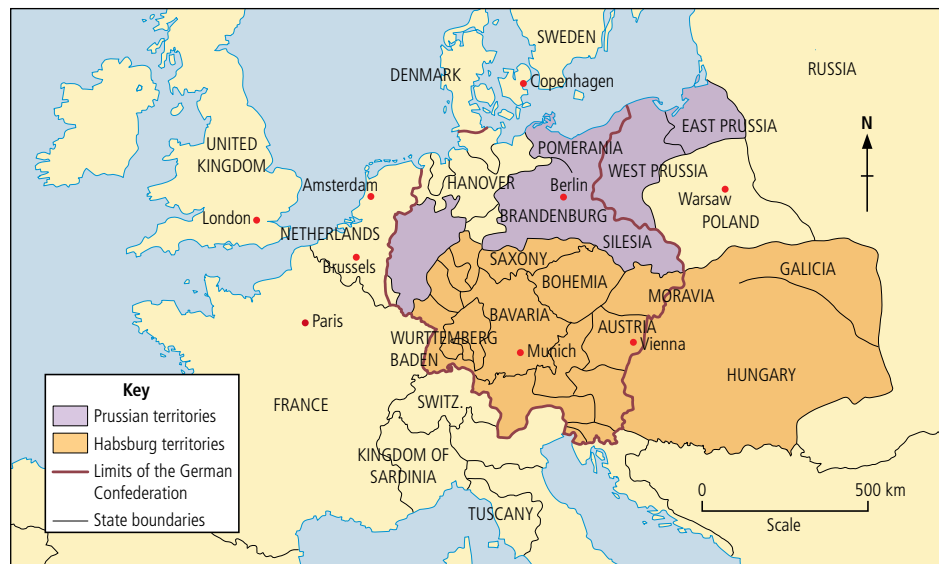 SWEDEN
DENMARK
RUSSIA
Copenhagen
EAST PRUSSIA
N
UNITED
KINGDOM
POMERANIA
WEST PRUSSIA
Amsterdam
HANOVER
Berlin
Warsaw
London
BRANDENBURG
POLAND
NETHERLANDS
SILESIA
Brussels
SAXONY
GALICIA
BOHEMIA
MORAVIA
Paris
BAVARIA
AUSTRIA
WURTTEMBERG
Vienna
BADEN
Munich
HUNGARY
FRANCE
SWITZ.
KINGDOM OF
SARDINIA
TUSCANY
Key
Prussian territories
Habsburg territories
Limits of the German
Confederation
State boundaries
0 500 km
Scale